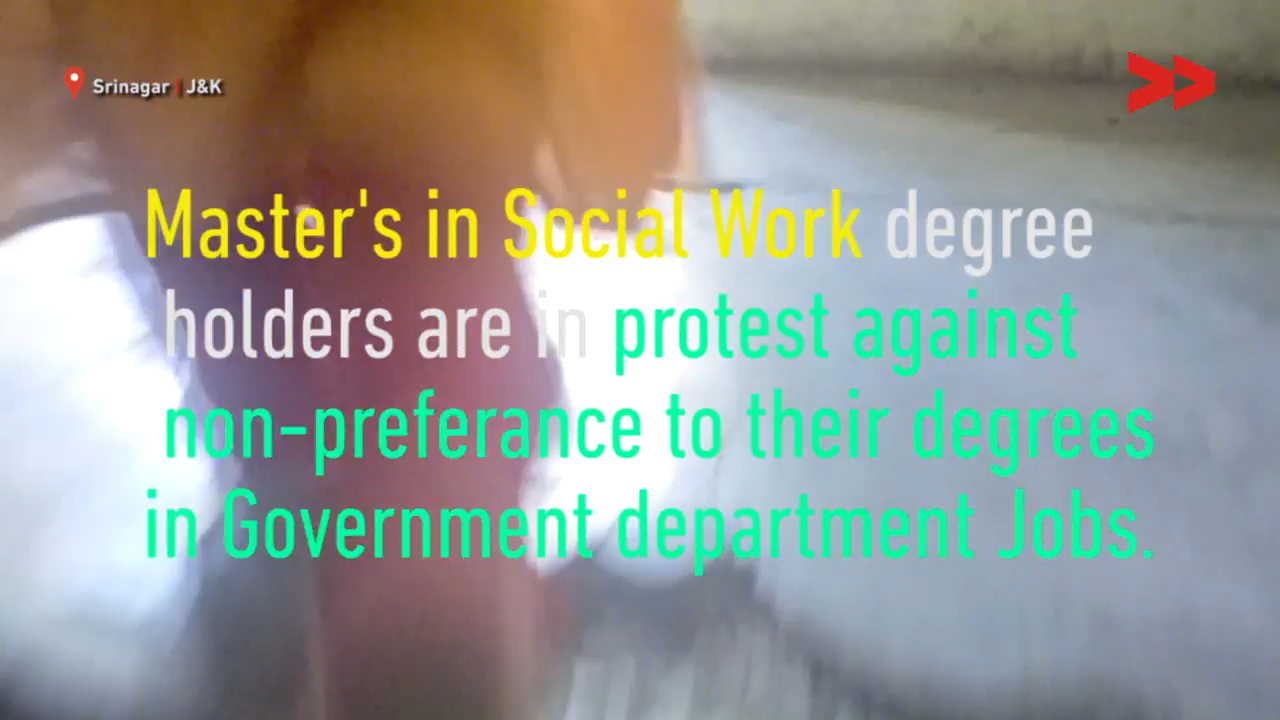 Srinagar | J&K
Master's in Social Work degree
holders are in protest against
non-preferance to their degrees
in Government department Jobs.